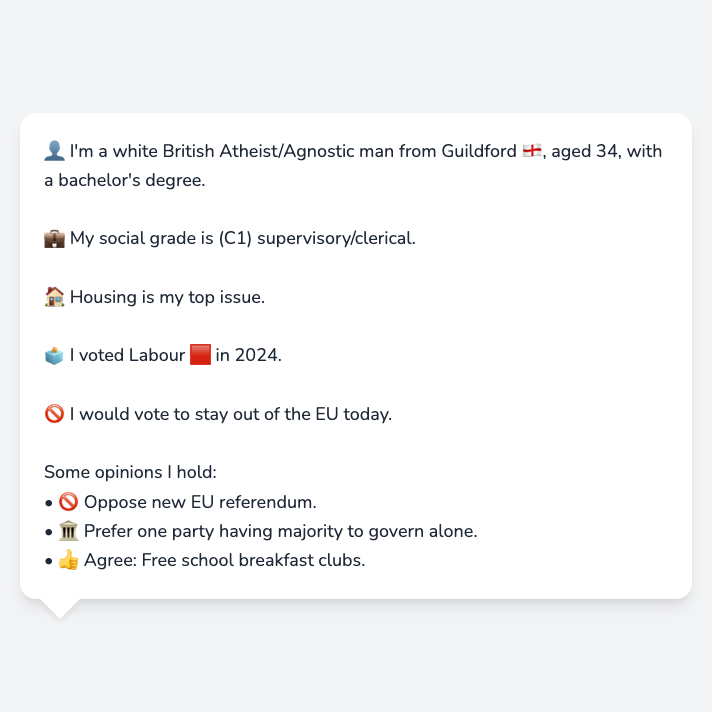 👤 I'm a white British Atheist/Agnostic man from Guildford 🏴󠁧󠁢󠁥󠁮󠁧󠁿, aged 34, with
a bachelor's degree.
💼 My social grade is (C1) supervisory/clerical.
🏠 Housing is my top issue.
🗳️ I voted Labour 🟥 in 2024.
🚫 I would vote to stay out of the EU today.
Some opinions I hold:
• 🚫 Oppose new EU referendum.
• 🏛️ Prefer one party having majority to govern alone.
• 👍 Agree: Free school breakfast clubs.